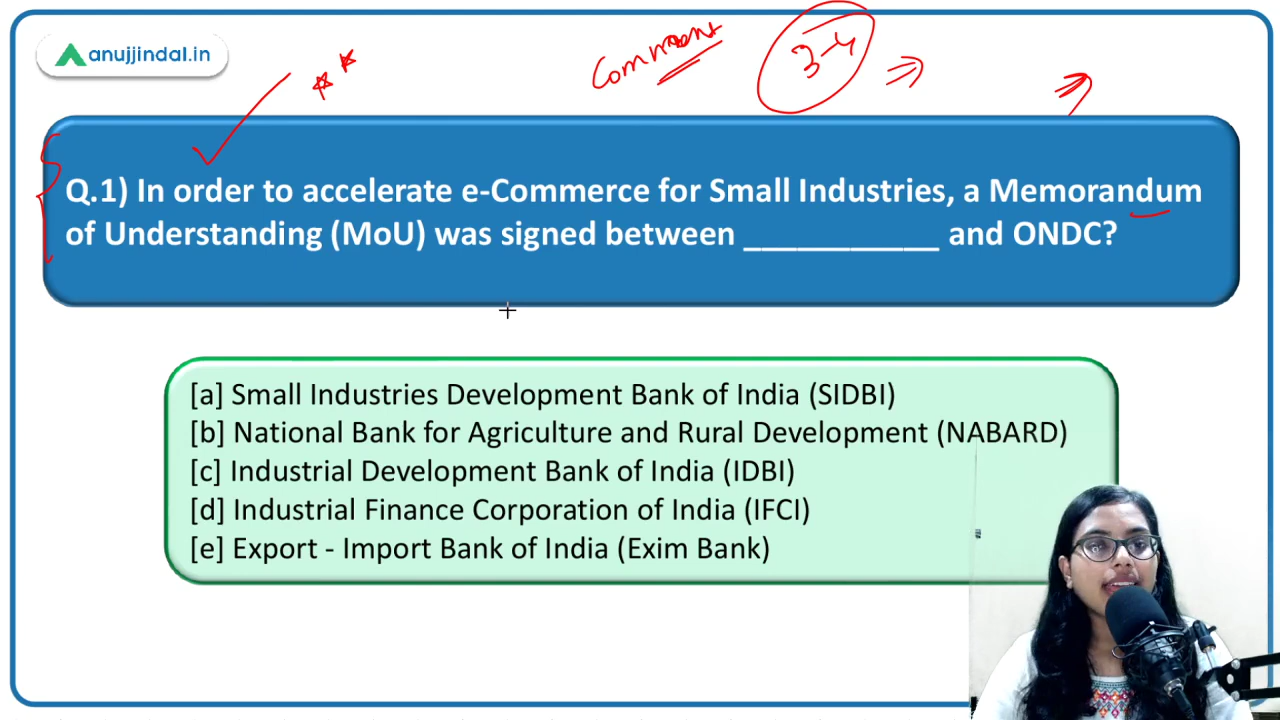 anujjindal.in
Comment 3-4
Q.1) In order to accelerate e-Commerce for Small Industries, a Memorandum
of Understanding (MoU) was signed between ___________ and ONDC?
[a] Small Industries Development Bank of India (SIDBI)
[b] National Bank for Agriculture and Rural Development (NABARD)
[c] Industrial Development Bank of India (IDBI)
[d] Industrial Finance Corporation of India (IFCI)
[e] Export - Import Bank of India (Exim Bank)